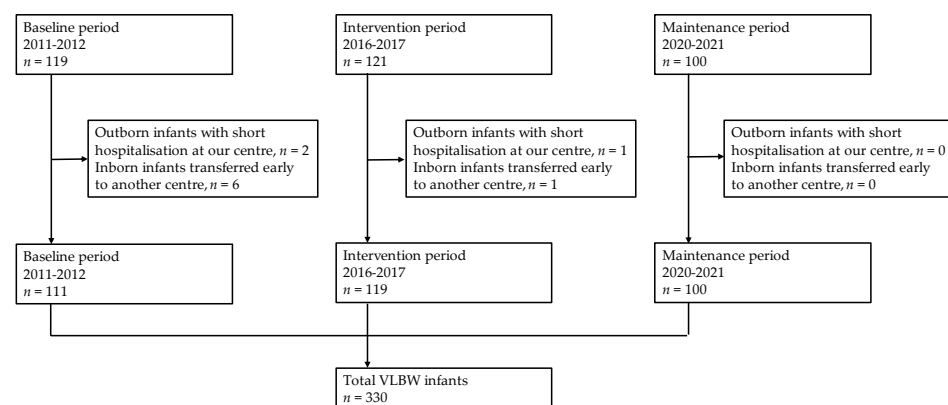 Baseline period
2011-2012
n = 119
Intervention period
2016-2017
n = 121
Maintenance period
2020-2021
n = 100
Outborn infants with short
hospitalisation at our centre, n = 2
Inborn infants transferred early
to another centre, n = 6
Outborn infants with short
hospitalisation at our centre, n = 1
Inborn infants transferred early
to another centre, n = 1
Outborn infants with short
hospitalisation at our centre, n = 0
Inborn infants transferred early
to another centre, n = 0
Baseline period
2011-2012
n = 111
Intervention period
2016-2017
n = 119
Maintenance period
2020-2021
n = 100
Total VLBW infants
n = 330